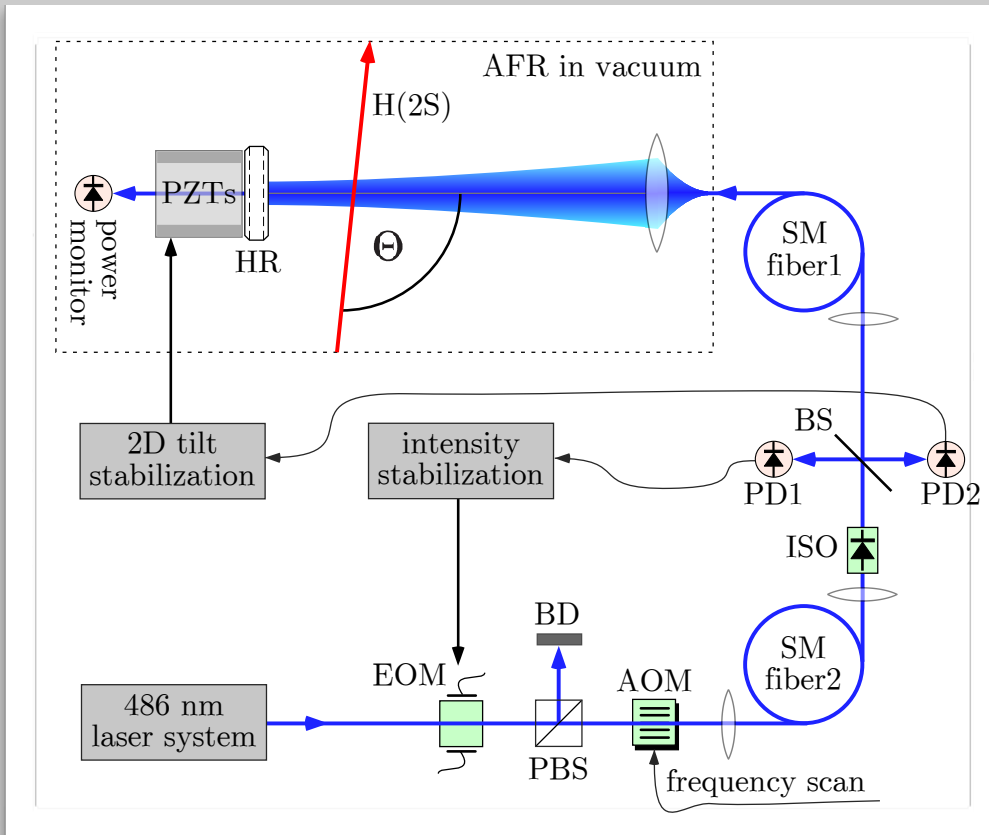 AFR in vacuum
H(2S)
PZTs
HR
power
monitor
Θ
SM
fiber1
2D tilt
stabilization
intensity
stabilization
BS
PD1
PD2
ISO
BD
SM
fiber2
EOM
AOM
486 nm
laser system
PBS
frequency scan